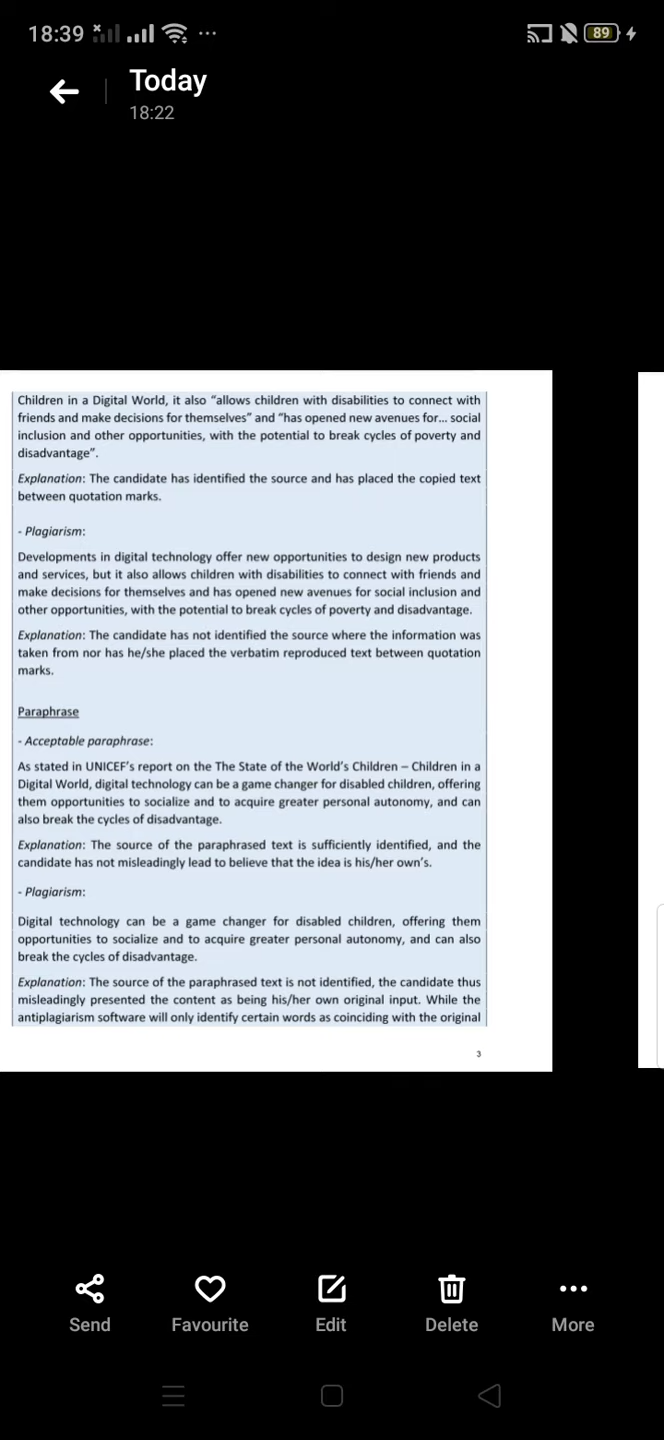 18:39
89
Today
18:22
Children in a Digital World, it also “allows children with disabilities to connect with
friends and make decisions for themselves” and “has opened new avenues for... social
inclusion and other opportunities, with the potential to break cycles of poverty and
disadvantage”.
Explanation: The candidate has identified the source and has placed the copied text
between quotation marks.
- Plagiarism:
Developments in digital technology offer new opportunities to design new products
and services, but it also allows children with disabilities to connect with friends and
make decisions for themselves and has opened new avenues for social inclusion and
other opportunities, with the potential to break cycles of poverty and disadvantage.
Explanation: The candidate has not identified the source where the information was
taken from nor has he/she placed the verbatim reproduced text between quotation
marks.
Paraphrase
- Acceptable paraphrase:
As stated in UNICEF’s report on the The State of the World’s Children – Children in a
Digital World, digital technology can be a game changer for disabled children, offering
them opportunities to socialize and to acquire greater personal autonomy, and can
also break the cycles of disadvantage.
Explanation: The source of the paraphrased text is sufficiently identified, and the
candidate has not misleadingly lead to believe that the idea is his/her own’s.
- Plagiarism:
Digital technology can be a game changer for disabled children, offering them
opportunities to socialize and to acquire greater personal autonomy, and can also
break the cycles of disadvantage.
Explanation: The source of the paraphrased text is not identified, the candidate thus
misleadingly presented the content as being his/her own original input. While the
antiplagiarism software will only identify certain words as coinciding with the original
3
Send
Favourite
Edit
Delete
More